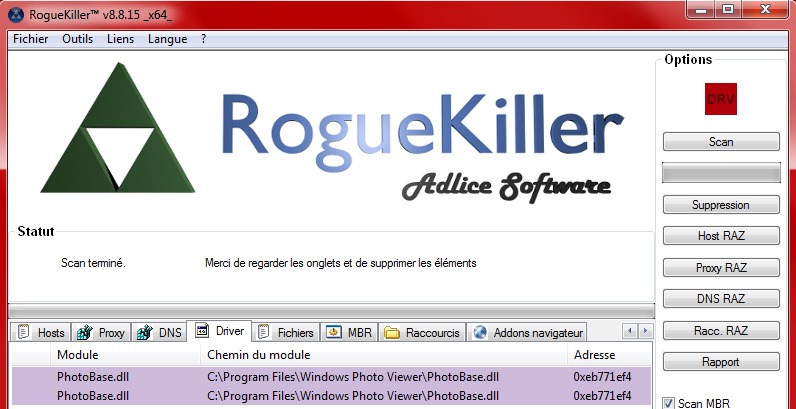 RogueKiller™ v8.8.15 _x64_
Fichier Outils Liens Langue ?
RogueKiller
Adlice Software
Options
DRV
Scan
Suppression
Host RAZ
Proxy RAZ
DNS RAZ
Racc. RAZ
Rapport
Scan MBR
Statut
Scan terminé. Merci de regarder les onglets et de supprimer les éléments
Hosts Proxy DNS Driver Fichiers MBR Raccourcis Addons navigateur
Module Chemin du module Adresse
PhotoBase.dll C:\Program Files\Windows Photo Viewer\PhotoBase.dll 0xeb771ef4
PhotoBase.dll C:\Program Files\Windows Photo Viewer\PhotoBase.dll 0xeb771ef4